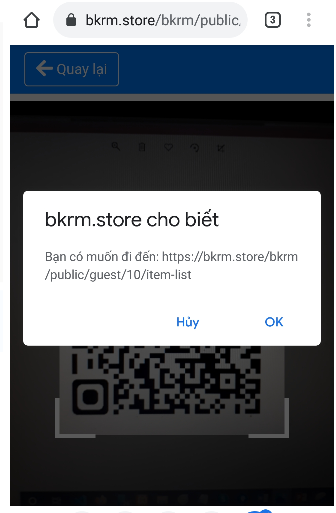 bkrm.store/bkrm/public/
3
Quay lại
bkrm.store cho biết
Bạn có muốn đi đến: https://bkrm.store/bkrm
/public/guest/10/item-list
Hủy
OK